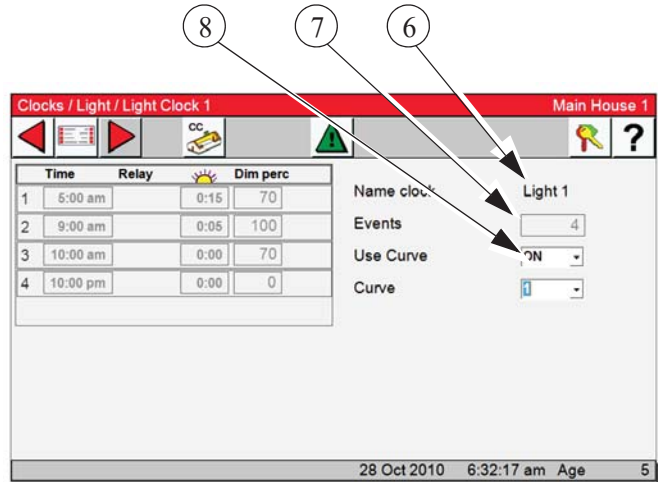 8 7 6
Clocks / Light / Light Clock 1 Main House 1
CC ?
Time Relay Dim perc
1 5:00 am 0:15 70
2 9:00 am 0:05 100
3 10:00 am 0:00 70
4 10:00 pm 0:00 0
Name clock Light 1
Events 4
Use Curve ON
Curve 1
28 Oct 2010 6:32:17 am Age 5